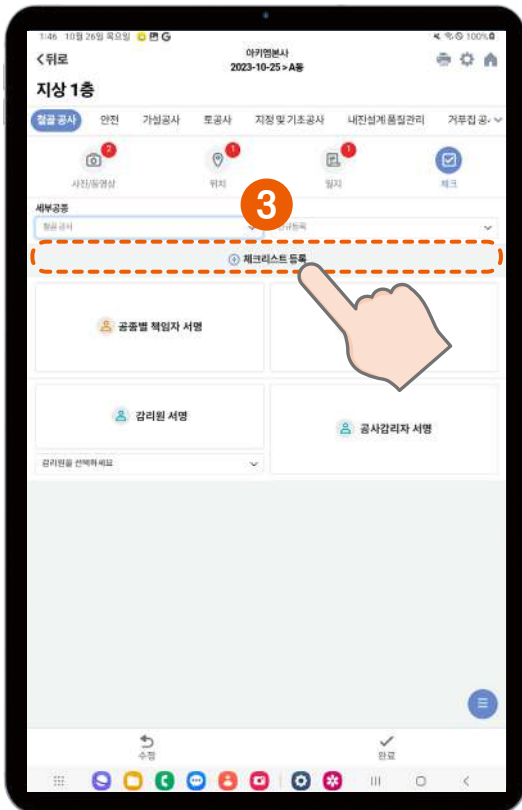 1:46 10월 26일 목요일
100%
뒤로
아키엠본사
2023-10-25 > A동
지상 1층
철골 공사 안전 가설공사 토공사 지정 및 기초공사 내진설계 품질관리 거푸집 공
2 1 1
사진/동영상 위치 일지 체크
세부공종
철골 공사 신규등록
3
체크리스트 등록
공종별 책임자 서명
감리원 서명
공사감리자 서명
감리원을 선택하세요
수정 완료